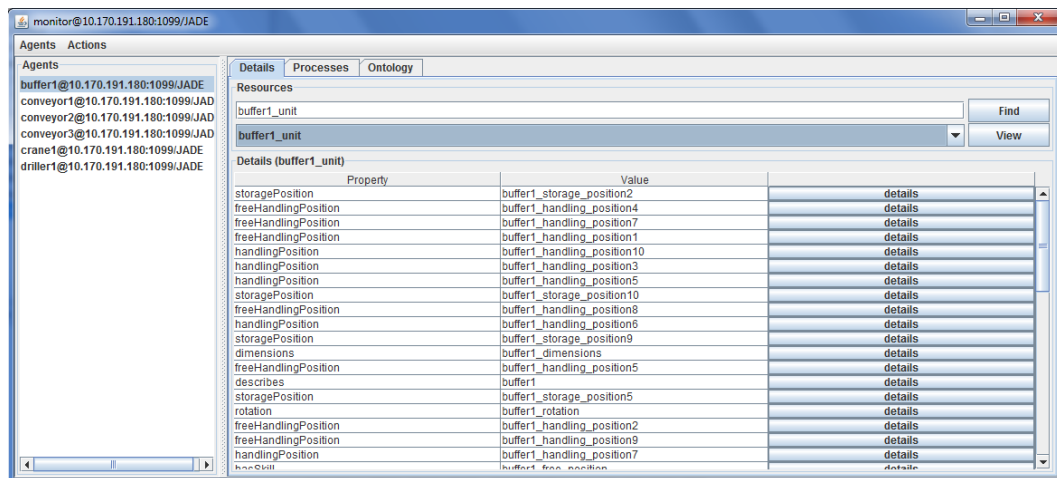 monitor@10.170.191.180:1099/JADE
Agents Actions
Agents
buffer1@10.170.191.180:1099/JADE
conveyor1@10.170.191.180:1099/JAD
conveyor2@10.170.191.180:1099/JAD
conveyor3@10.170.191.180:1099/JAD
crane1@10.170.191.180:1099/JADE
driller1@10.170.191.180:1099/JADE
Details Processes Ontology
Resources
buffer1_unit Find
buffer1_unit View
Details (buffer1_unit)
Property Value
storagePosition buffer1_storage_position2 details
freeHandlingPosition buffer1_handling_position4 details
freeHandlingPosition buffer1_handling_position7 details
freeHandlingPosition buffer1_handling_position1 details
handlingPosition buffer1_handling_position10 details
handlingPosition buffer1_handling_position3 details
handlingPosition buffer1_handling_position5 details
storagePosition buffer1_storage_position10 details
freeHandlingPosition buffer1_handling_position8 details
handlingPosition buffer1_handling_position6 details
storagePosition buffer1_storage_position9 details
dimensions buffer1_dimensions details
freeHandlingPosition buffer1_handling_position5 details
describes buffer1 details
storagePosition buffer1_storage_position5 details
rotation buffer1_rotation details
freeHandlingPosition buffer1_handling_position2 details
freeHandlingPosition buffer1_handling_position9 details
handlingPosition buffer1_handling_position7 details
hasSkill buffer1_free_position details